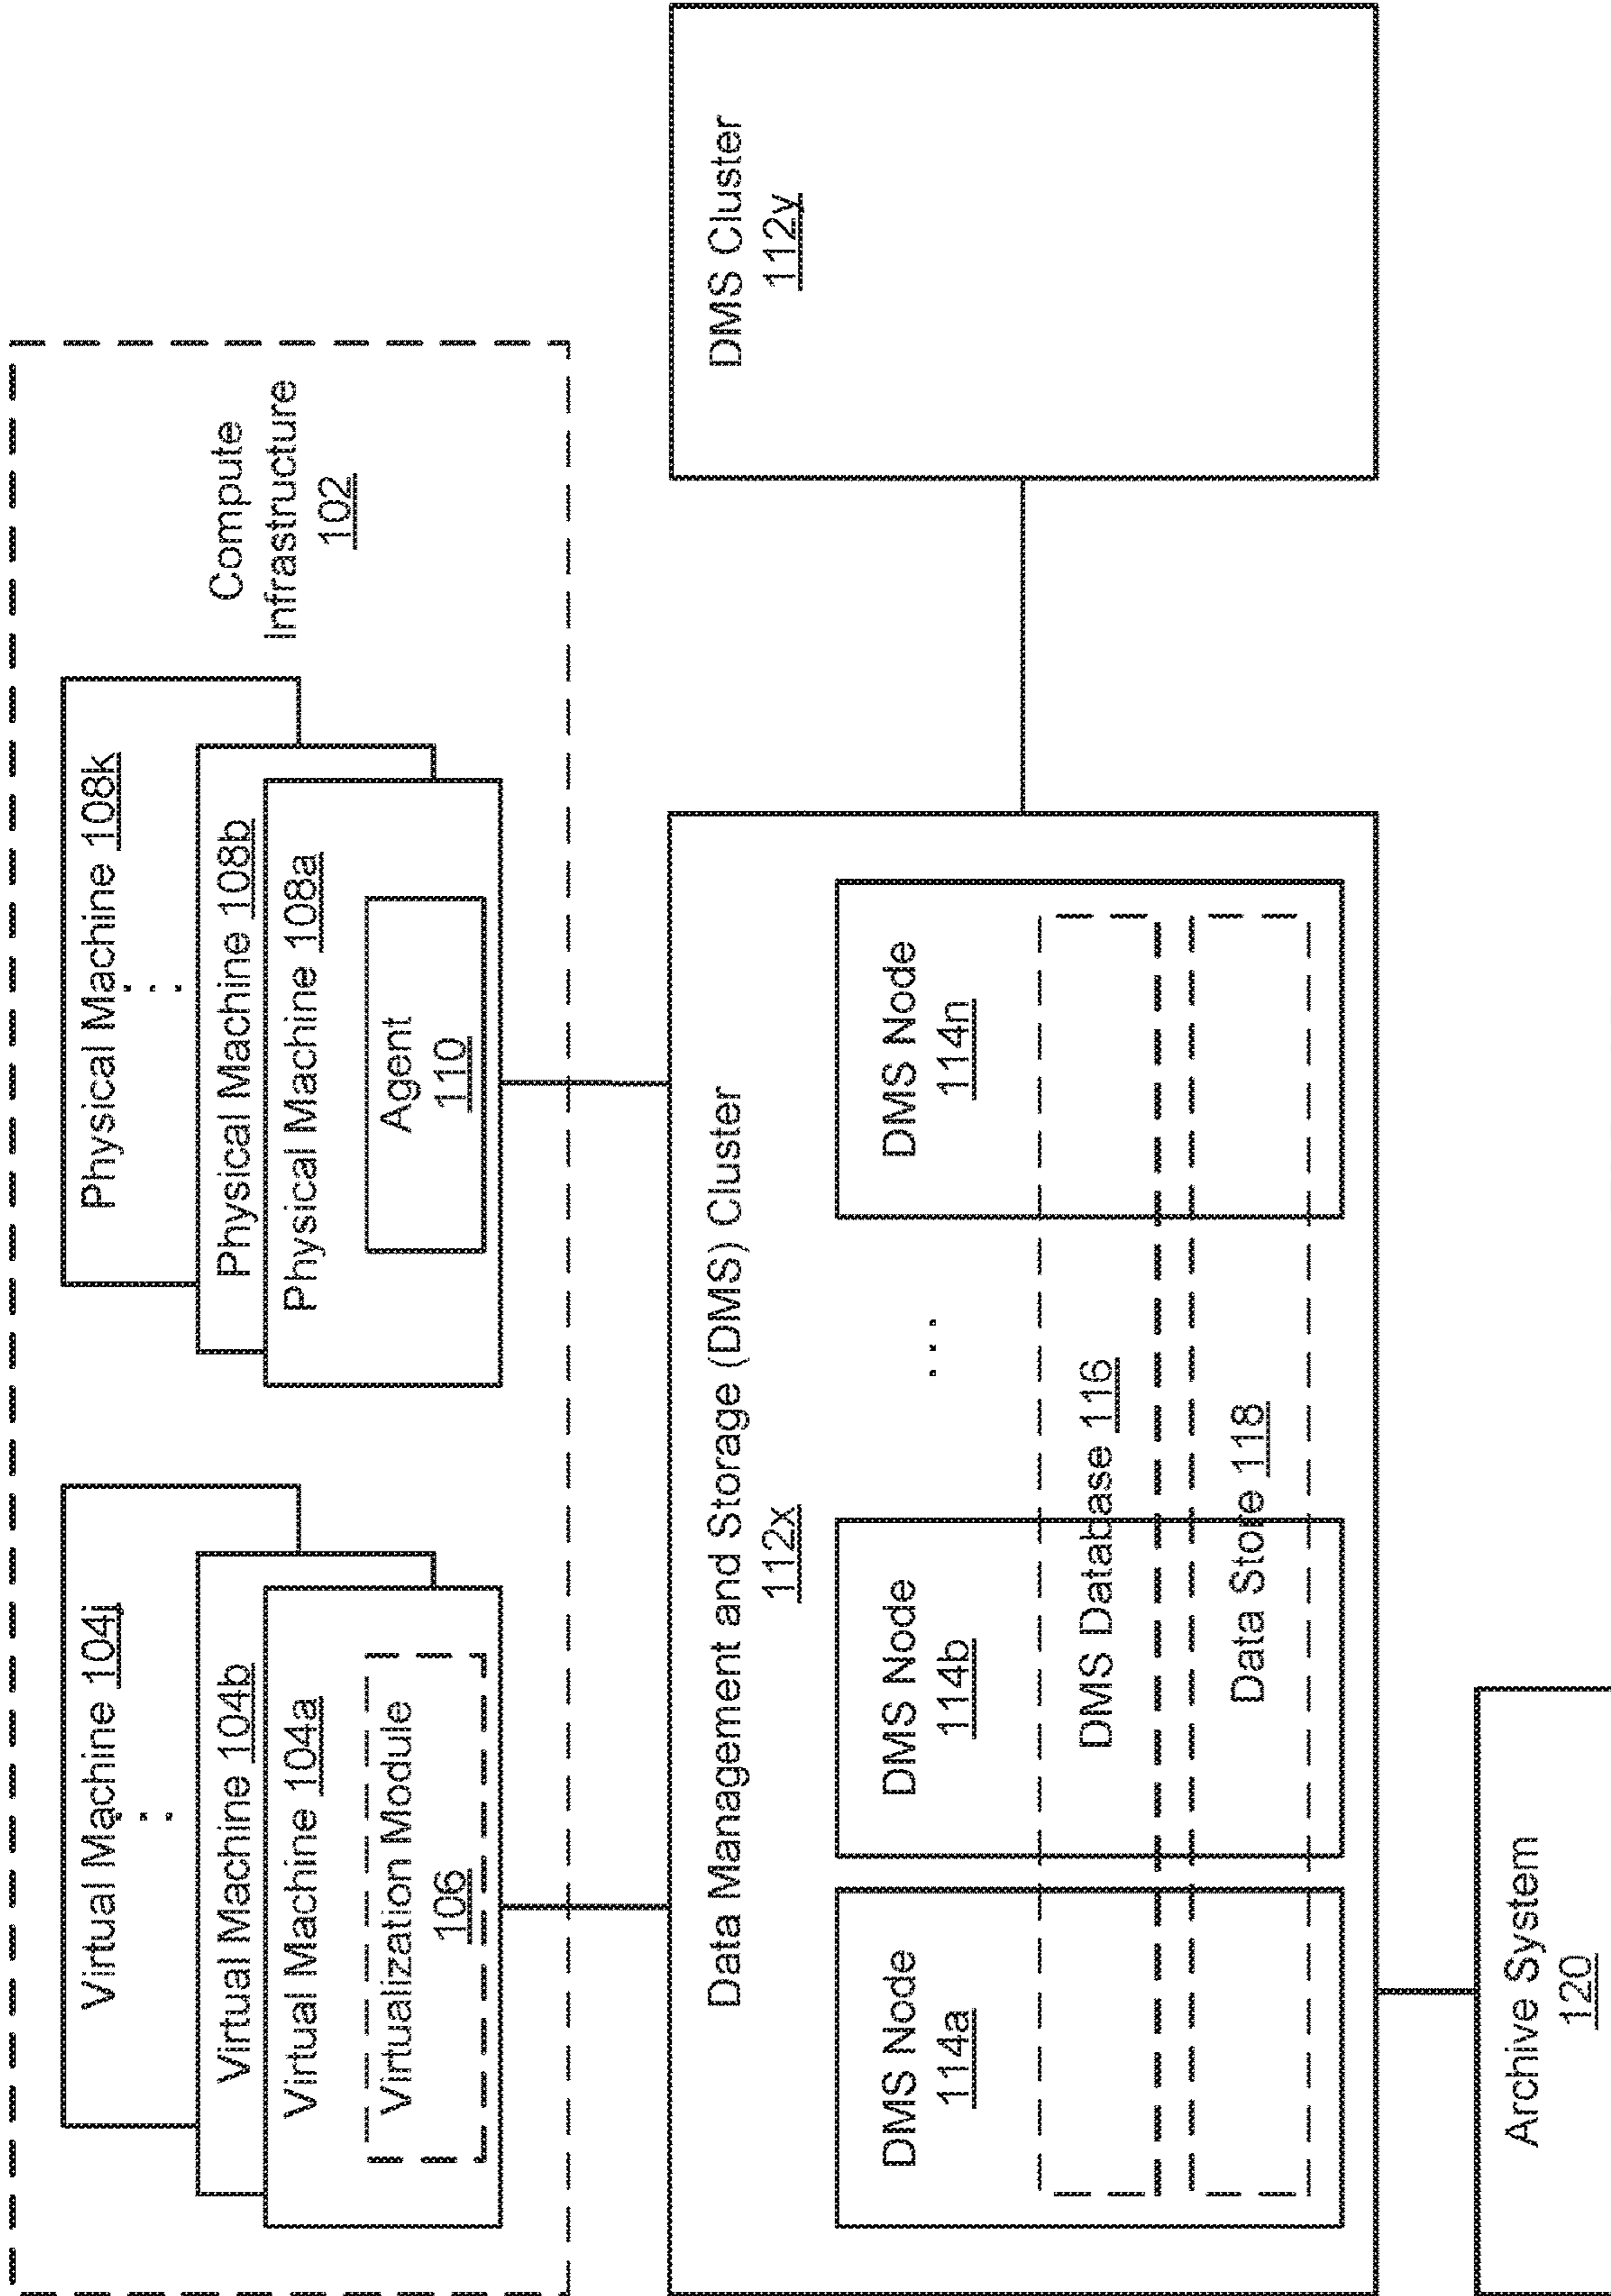 Compute
Infrastructure
102
Virtual Machine 104j
Virtual Machine 104b
Virtual Machine 104a
Virtualization Module
106
Physical Machine 108k
Physical Machine 108b
Physical Machine 108a
Agent
110
Data Management and Storage (DMS) Cluster
112x
DMS Node
114a
DMS Node
114b
...
DMS Node
114n
DMS Database 116
Data Store 118
DMS Cluster
112y
Archive System
120